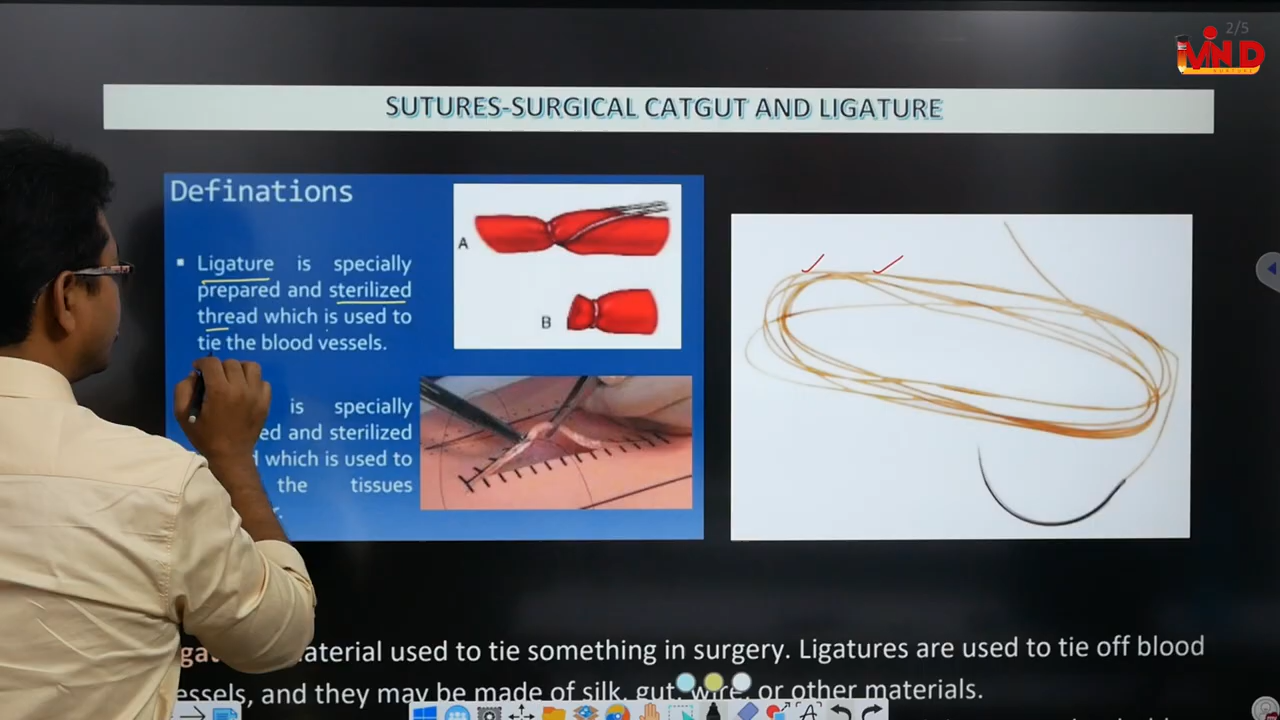 2/5
MIND
SUTURES-SURGICAL CATGUT AND LIGATURE
Definations
▪ Ligature is specially
prepared and sterilized
thread which is used to
tie the blood vessels.
is specially
and sterilized
which is used to
the tissues
A
B
material used to tie something in surgery. Ligatures are used to tie off blood
and they may be made of silk, gut, wire, or other materials.